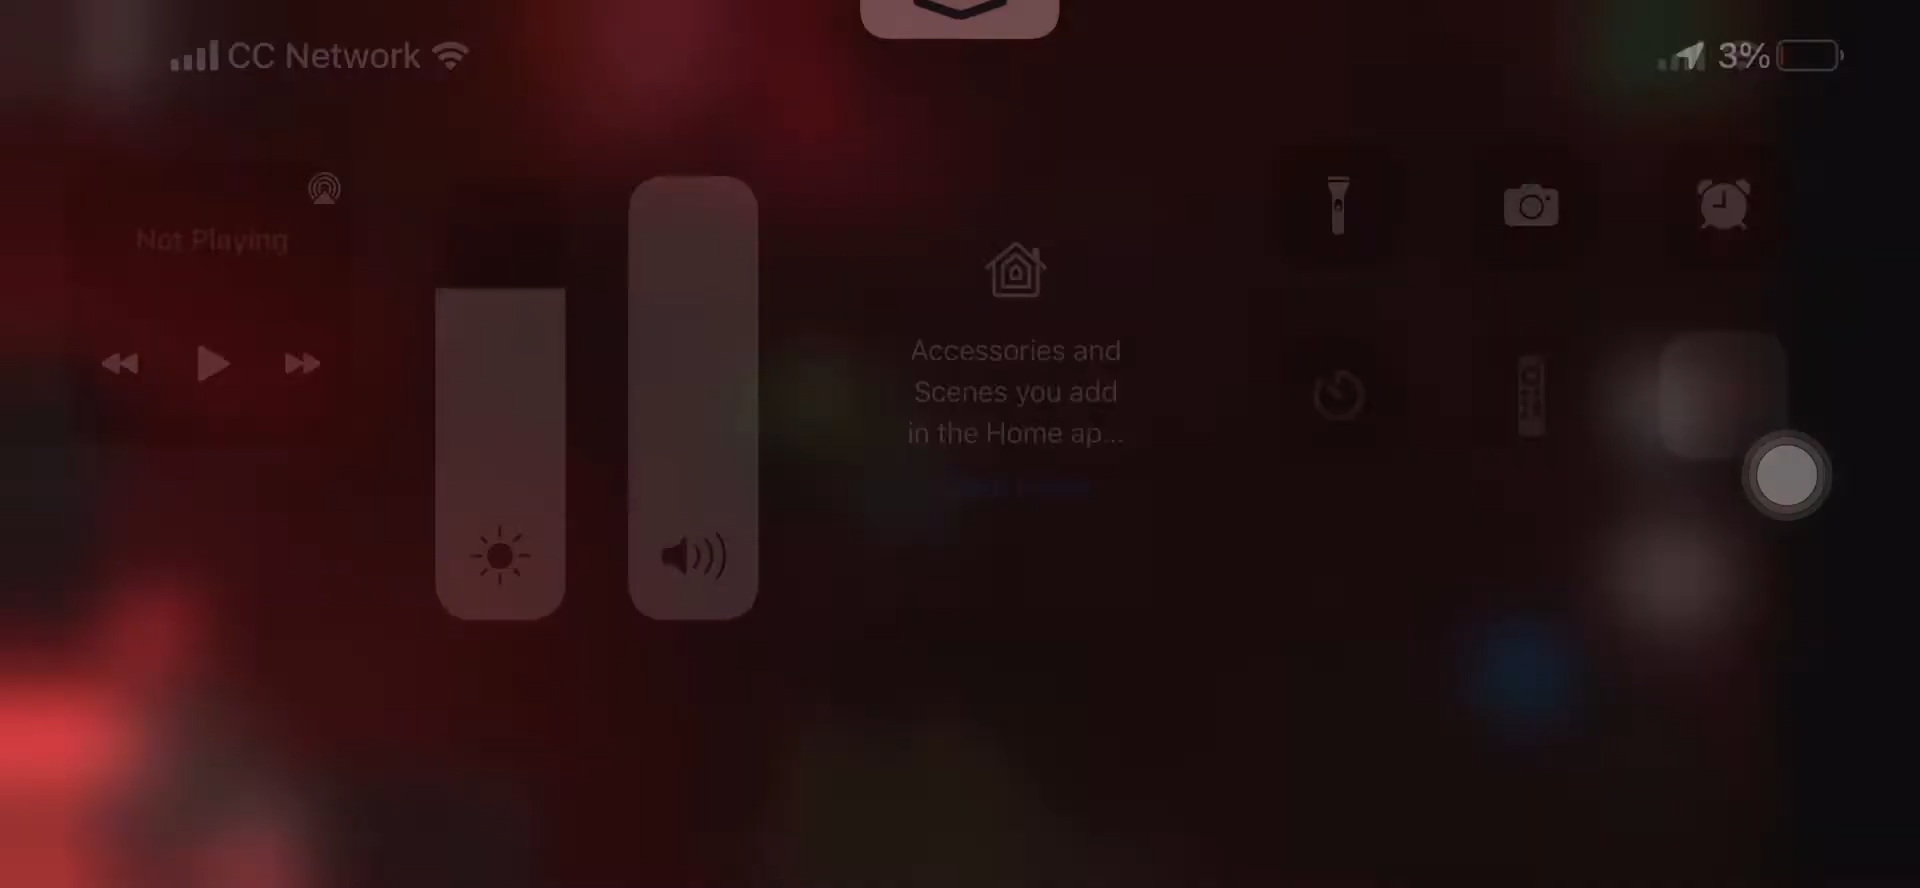 CC Network
3%
Not Playing
Accessories and
Scenes you add
in the Home ap...